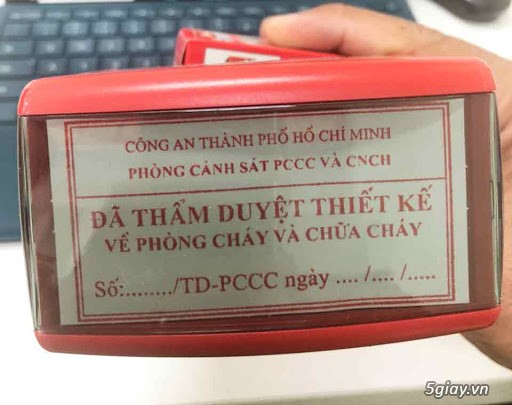 CÔNG AN THÀNH PHỐ HỒ CHÍ MINH
PHÒNG CẢNH SÁT PCCC VÀ CNCH
ĐÃ THẨM DUYỆT THIẾT KẾ
VỀ PHÒNG CHÁY VÀ CHỮA CHÁY
Số:......../TD-PCCC ngày ..../..../.....
5giay.vn